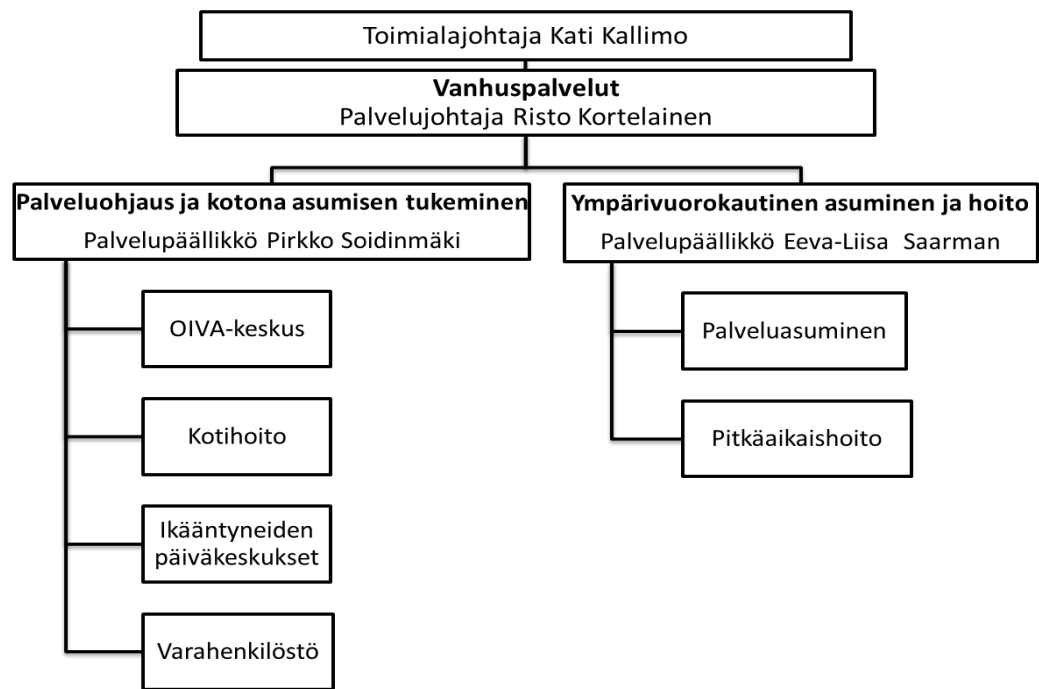 Toimialajohtaja Kati Kallimo
Vanhuspalvelut
Palvelujohtaja Risto Kortelainen
Palveluohjaus ja kotona asumisen tukeminen
Palvelupäällikkö Pirkko Soidinmäki
OIVA-keskus
Kotihoito
Ikääntyneiden
päiväkeskukset
Varahenkilöstö
Ympärivuorokautinen asuminen ja hoito
Palvelupäällikkö Eeva-Liisa Saarman
Palveluasuminen
Pitkäaikaishoito